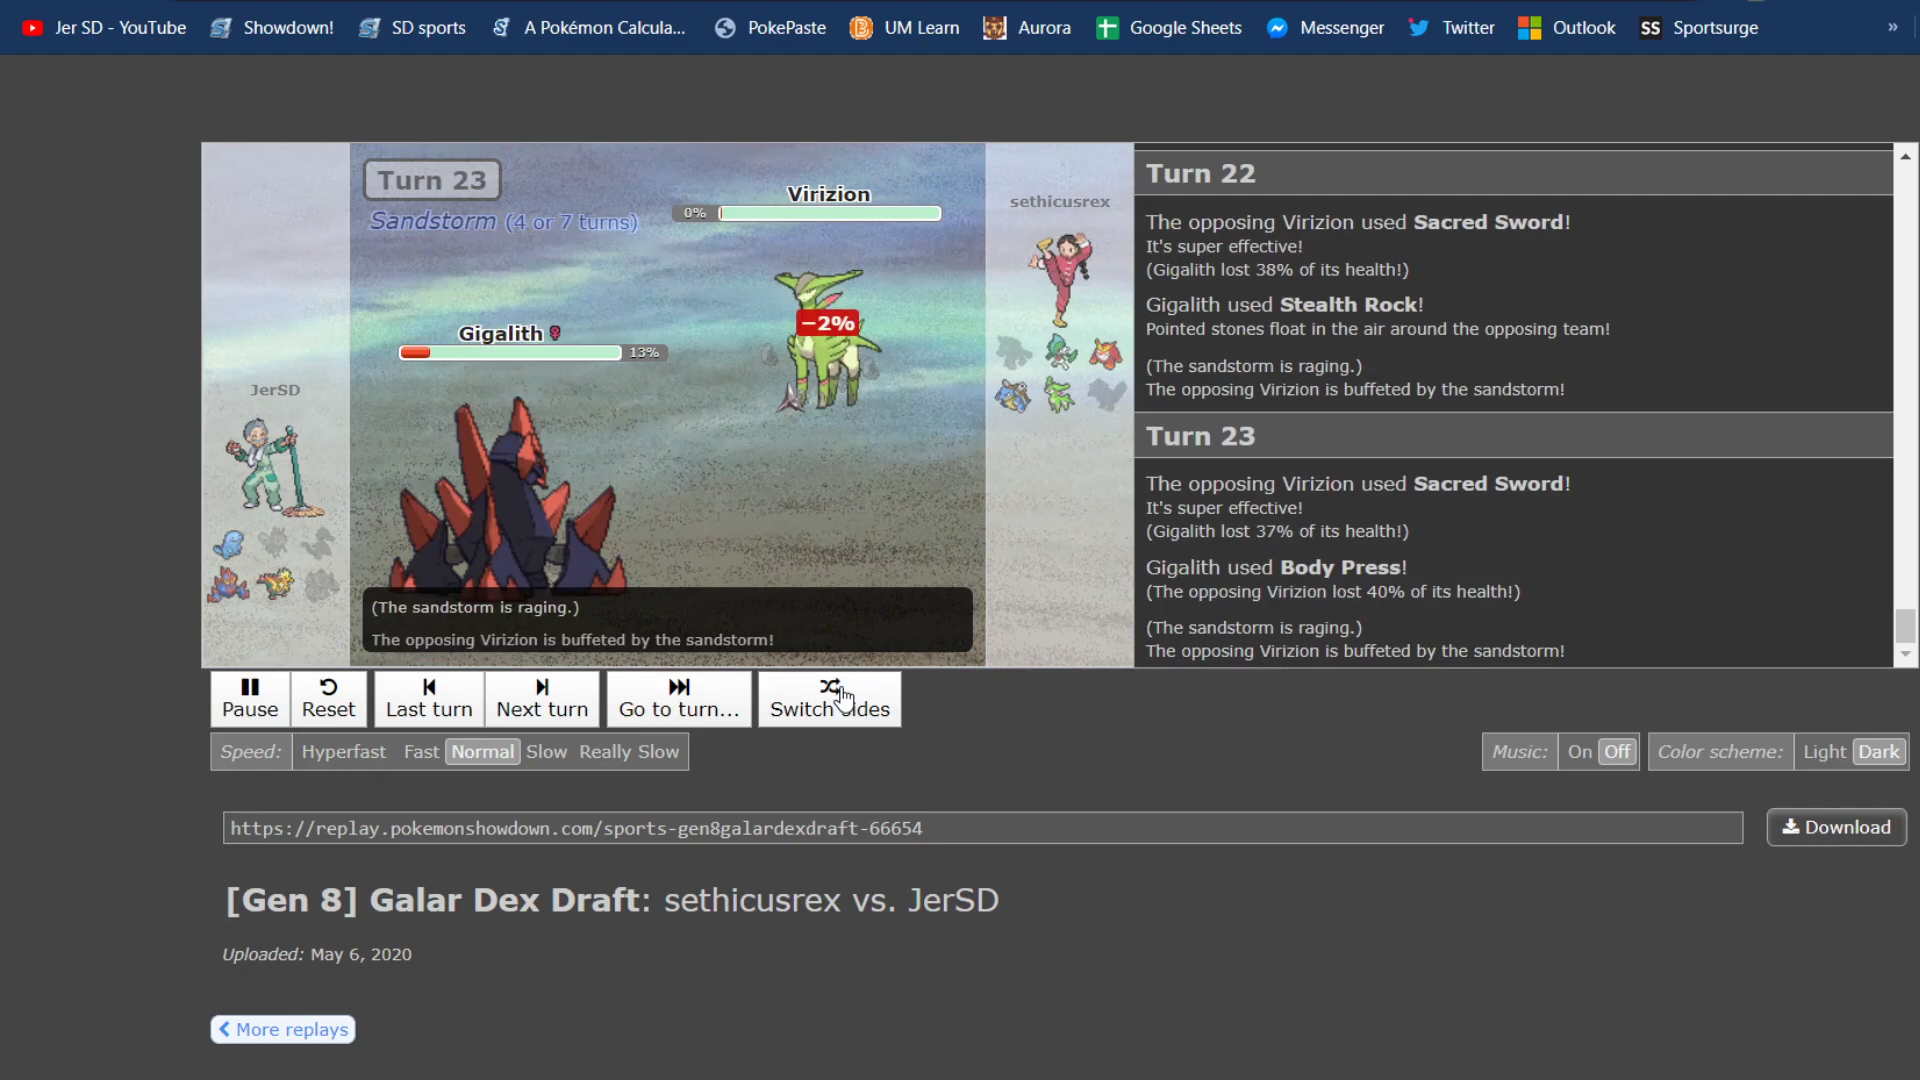 Jer SD - YouTube Showdown! SD sports A Pokémon Calcula... PokePaste UM Learn Aurora Google Sheets Messenger Twitter Outlook SS Sportsurge »
Turn 23
Sandstorm (4 or 7 turns)
Virizion
0%
-2%
Gigalith
13%
JerSD
sethicusrex
(The sandstorm is raging.)
The opposing Virizion is buffeted by the sandstorm!
Turn 22
The opposing Virizion used Sacred Sword!
It's super effective!
(Gigalith lost 38% of its health!)
Gigalith used Stealth Rock!
Pointed stones float in the air around the opposing team!
(The sandstorm is raging.)
The opposing Virizion is buffeted by the sandstorm!
Turn 23
The opposing Virizion used Sacred Sword!
It's super effective!
(Gigalith lost 37% of its health!)
Gigalith used Body Press!
(The opposing Virizion lost 40% of its health!)
(The sandstorm is raging.)
The opposing Virizion is buffeted by the sandstorm!
Pause Reset Last turn Next turn Go to turn... Switch sides
Speed: Hyperfast Fast Normal Slow Really Slow
Music: On Off Color scheme: Light Dark
https://replay.pokemonshowdown.com/sports-gen8galardexdraft-66654
Download
[Gen 8] Galar Dex Draft: sethicusrex vs. JerSD
Uploaded: May 6, 2020
More replays